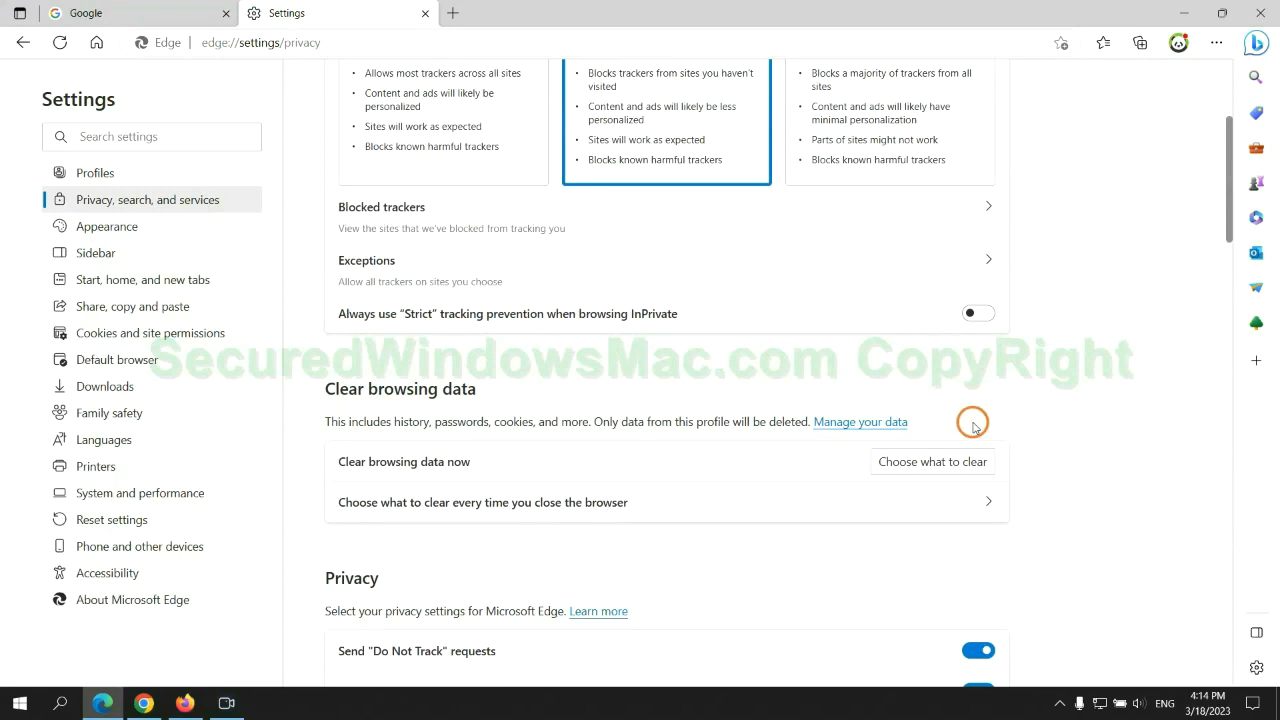 Google
Settings
Edge
edge://settings/privacy
Settings
Search settings
Profiles
Privacy, search, and services
Appearance
Sidebar
Start, home, and new tabs
Share, copy and paste
Cookies and site permissions
Default browser
Downloads
Family safety
Languages
Printers
System and performance
Reset settings
Phone and other devices
Accessibility
About Microsoft Edge
• Allows most trackers across all sites
• Content and ads will likely be
personalized
• Sites will work as expected
• Blocks known harmful trackers
• Blocks trackers from sites you haven't
visited
• Content and ads will likely be less
personalized
• Sites will work as expected
• Blocks known harmful trackers
• Blocks a majority of trackers from all
sites
• Content and ads will likely have
minimal personalization
• Parts of sites might not work
• Blocks known harmful trackers
Blocked trackers
View the sites that we've blocked from tracking you
Exceptions
Allow all trackers on sites you choose
Always use “Strict” tracking prevention when browsing InPrivate
SecuredWindowsMac.com CopyRight
Clear browsing data
This includes history, passwords, cookies, and more. Only data from this profile will be deleted. Manage your data
Clear browsing data now
Choose what to clear
Choose what to clear every time you close the browser
Privacy
Select your privacy settings for Microsoft Edge. Learn more
Send "Do Not Track" requests
ENG
4:14 PM
3/18/2023